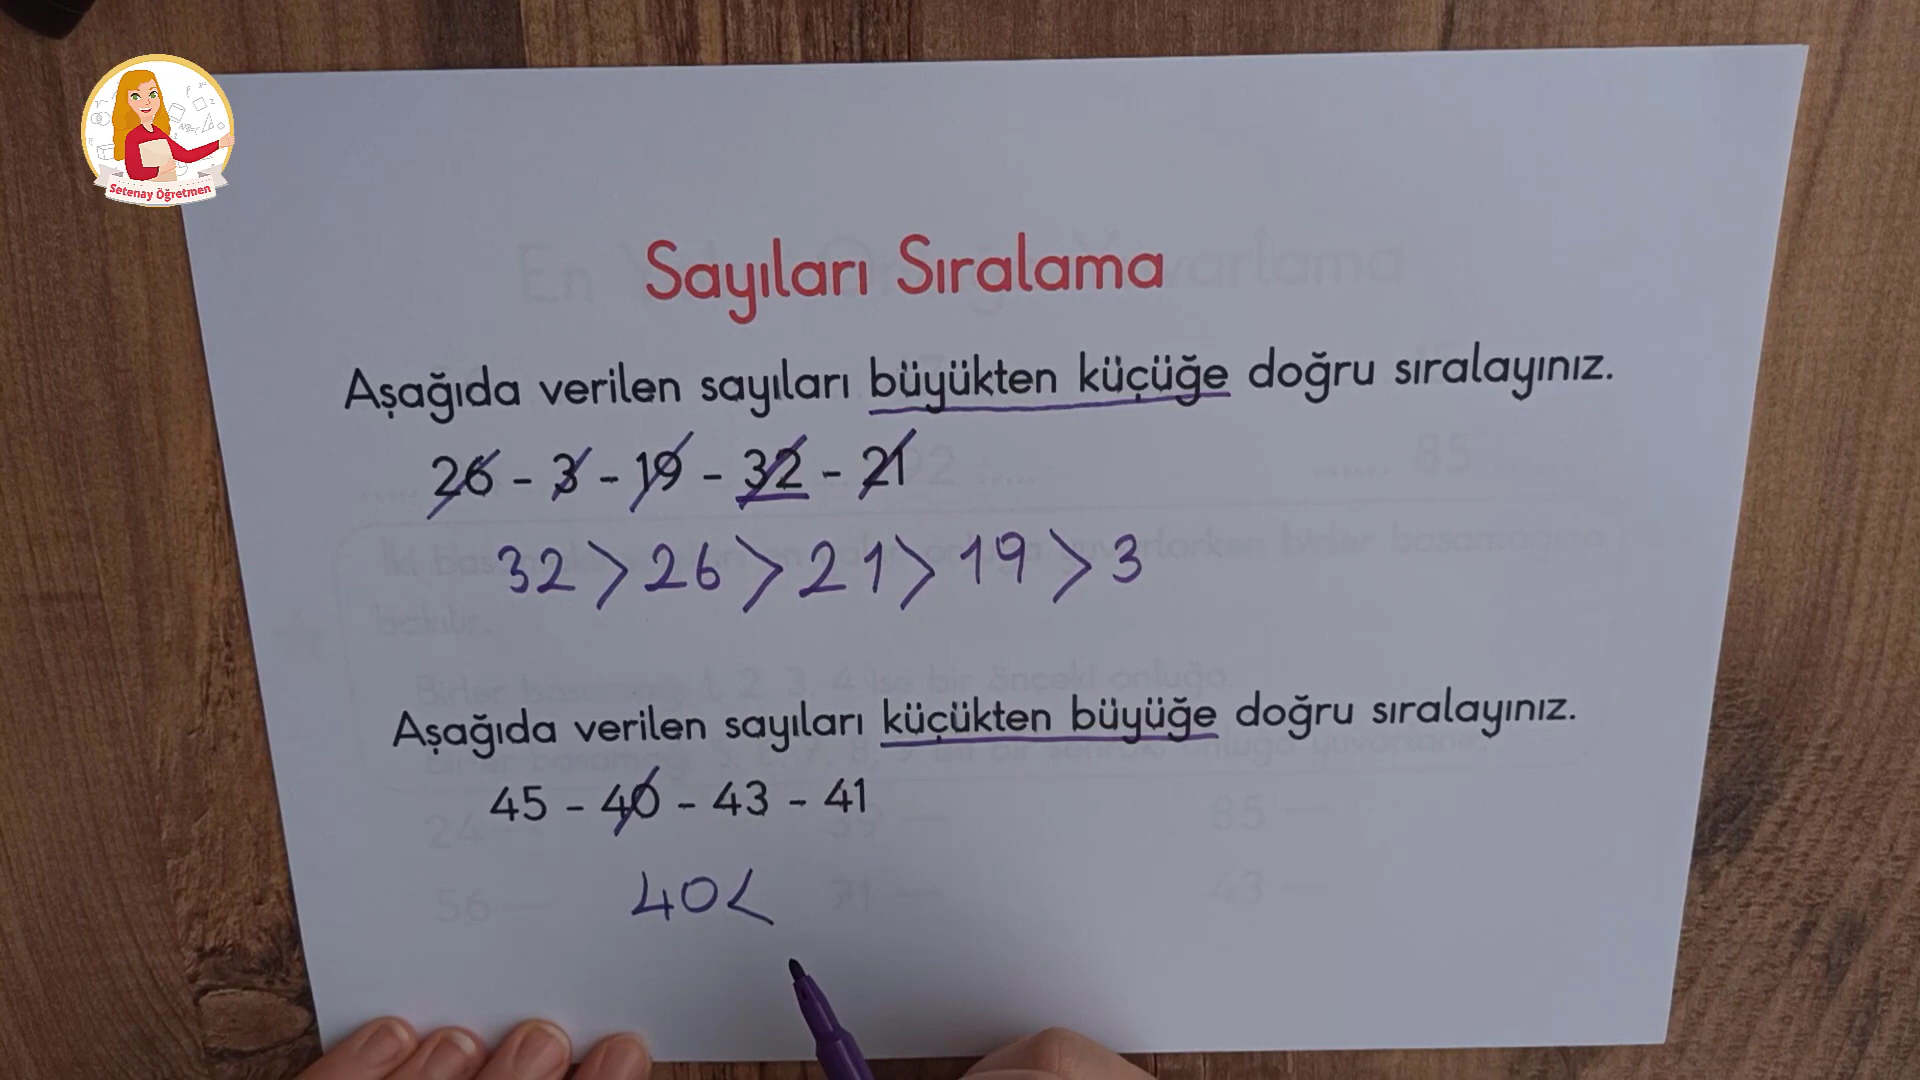 Setenay Öğretmen
Sayıları Sıralama
Aşağıda verilen sayıları büyükten küçüğe doğru sıralayınız.
26 - 3 - 19 - 32 - 21
32 > 26 > 21 > 19 > 3
Aşağıda verilen sayıları küçükten büyüğe doğru sıralayınız.
45 - 40 - 43 - 41
40 <